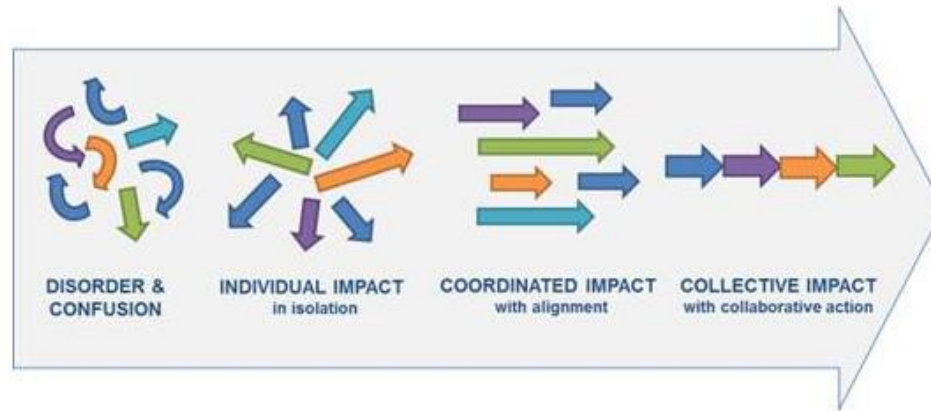 DISORDER &
CONFUSION
INDIVIDUAL IMPACT
in isolation
COORDINATED IMPACT
with alignment
COLLECTIVE IMPACT
with collaborative action